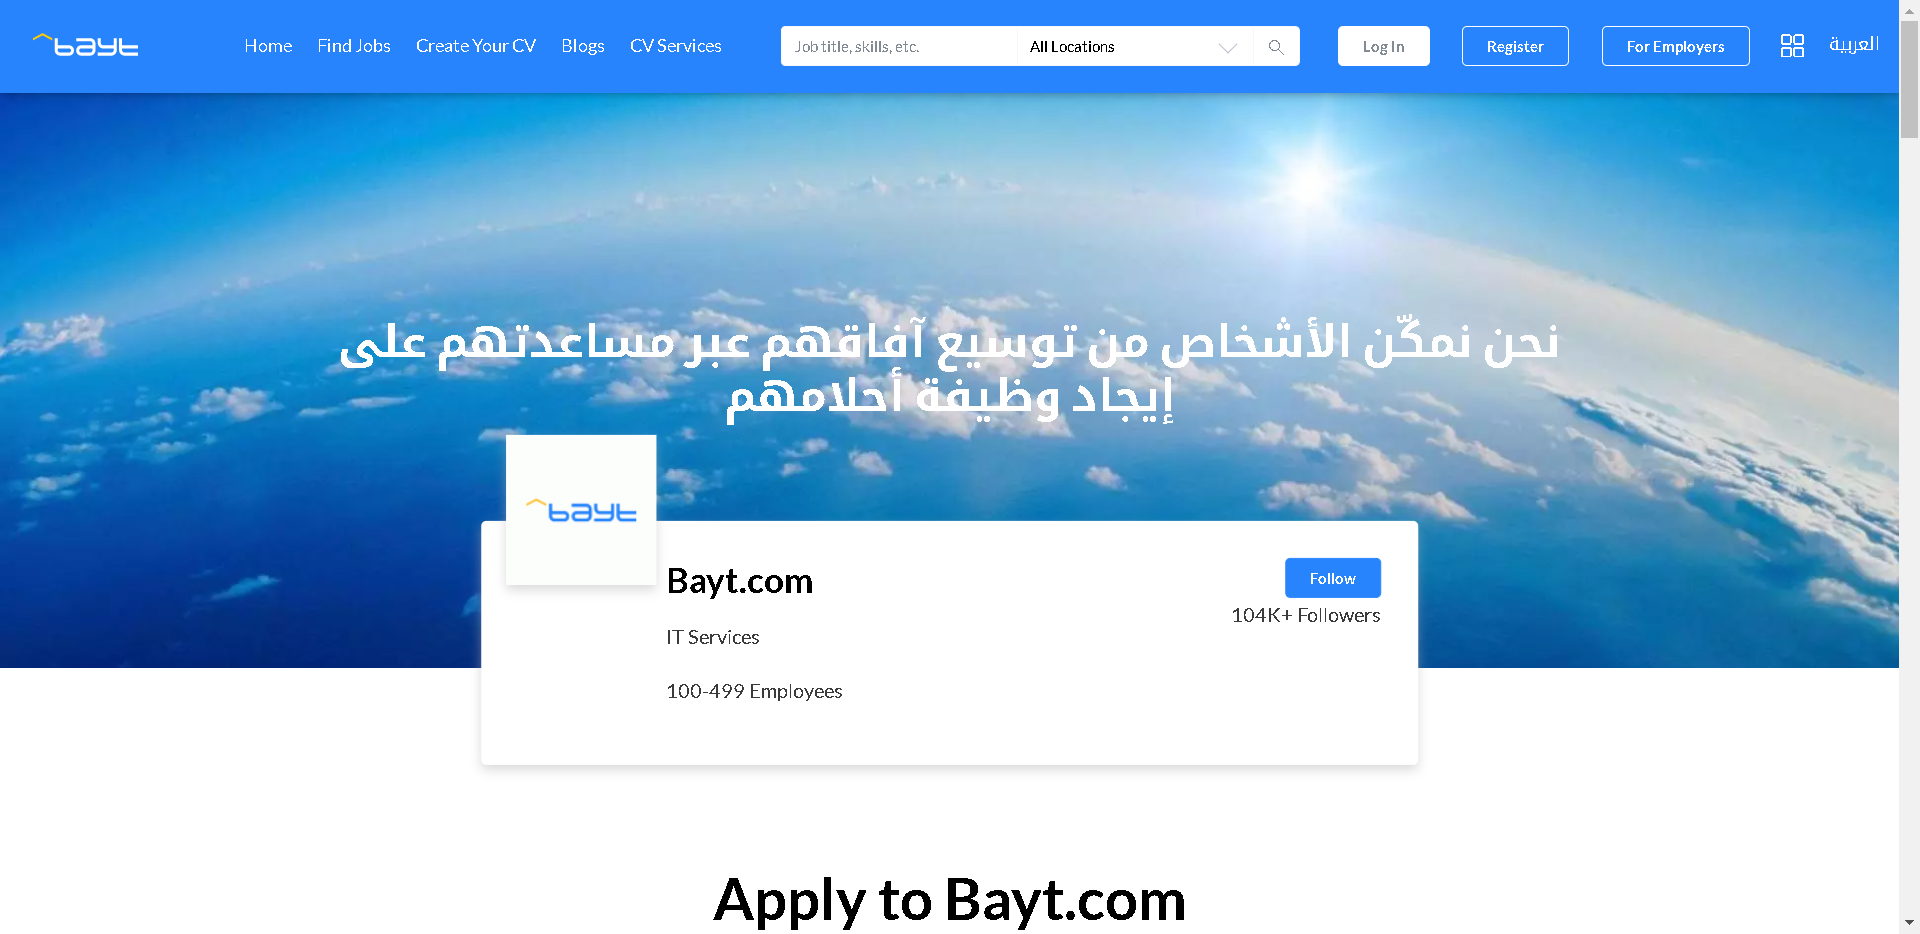 bayt
Home
Find Jobs
Create Your CV
Blogs
CV Services
Job title, skills, etc.
All Locations
Log In
Register
For Employers
العربية
نحن نمكّن الأشخاص من توسيع آفاقهم عبر مساعدتهم على
إيجاد وظيفة أحلامهم
bayt
Bayt.com
Follow
104K+ Followers
IT Services
100-499 Employees
Apply to Bayt.com